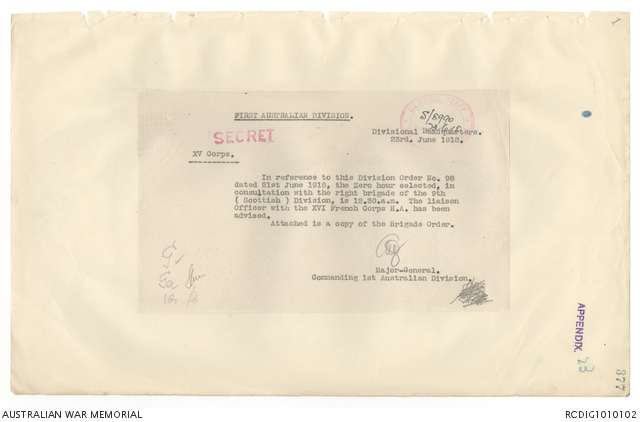 1
FIRST AUSTRALIAN DIVISION.
S/6990
SECRET
Divisional Headquarters.
23rd. June 1918.
XV Corps.
In reference to this Division Order No. 98
dated 21st June 1918, the Zero hour selected, in
consultation with the right brigade of the 9th
( Scottish ) Division, is 12.30.a.m. The liaison
Officer with the XVI French Corps H.A. has been
advised.
Attached is a copy of the Brigade Order.
Major-General.
Commanding 1st Australian Division.
APPENDIX. 23
377
AUSTRALIAN WAR MEMORIAL
RCDIG1010102